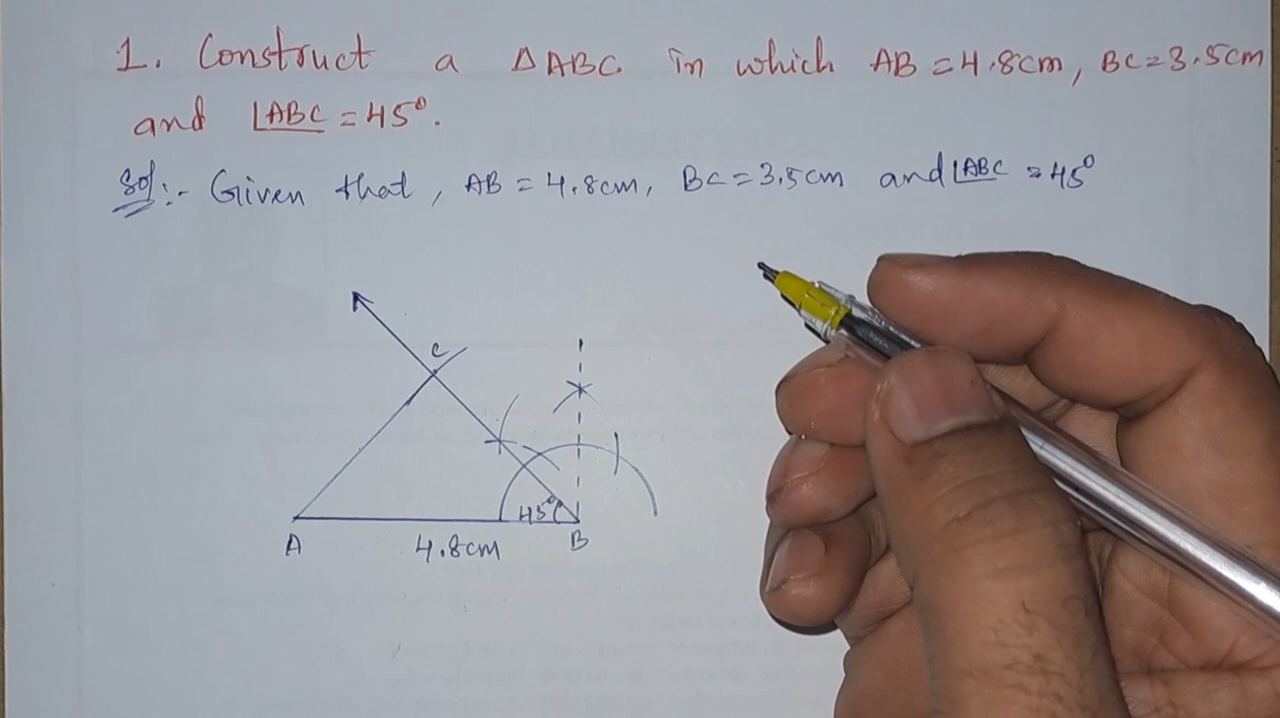 1. Construct a △ABC. in which AB = 4.8cm, BC = 3.5cm
and ∠ABC = 45°.
Sol:- Given that, AB = 4.8cm, BC = 3.5cm and ∠ABC = 45°
C
45°
A 4.8cm B